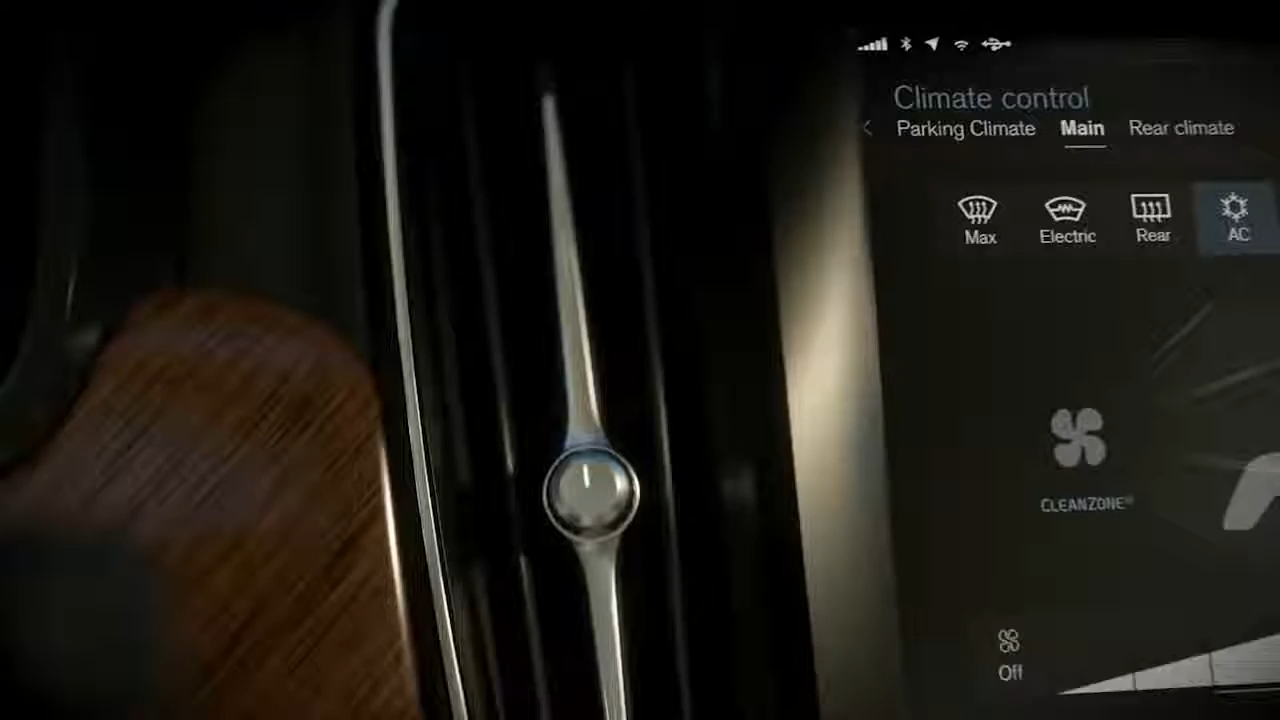 Climate control
Parking Climate Main Rear climate
Max Electric Rear AC
CLEANZONE®
Off